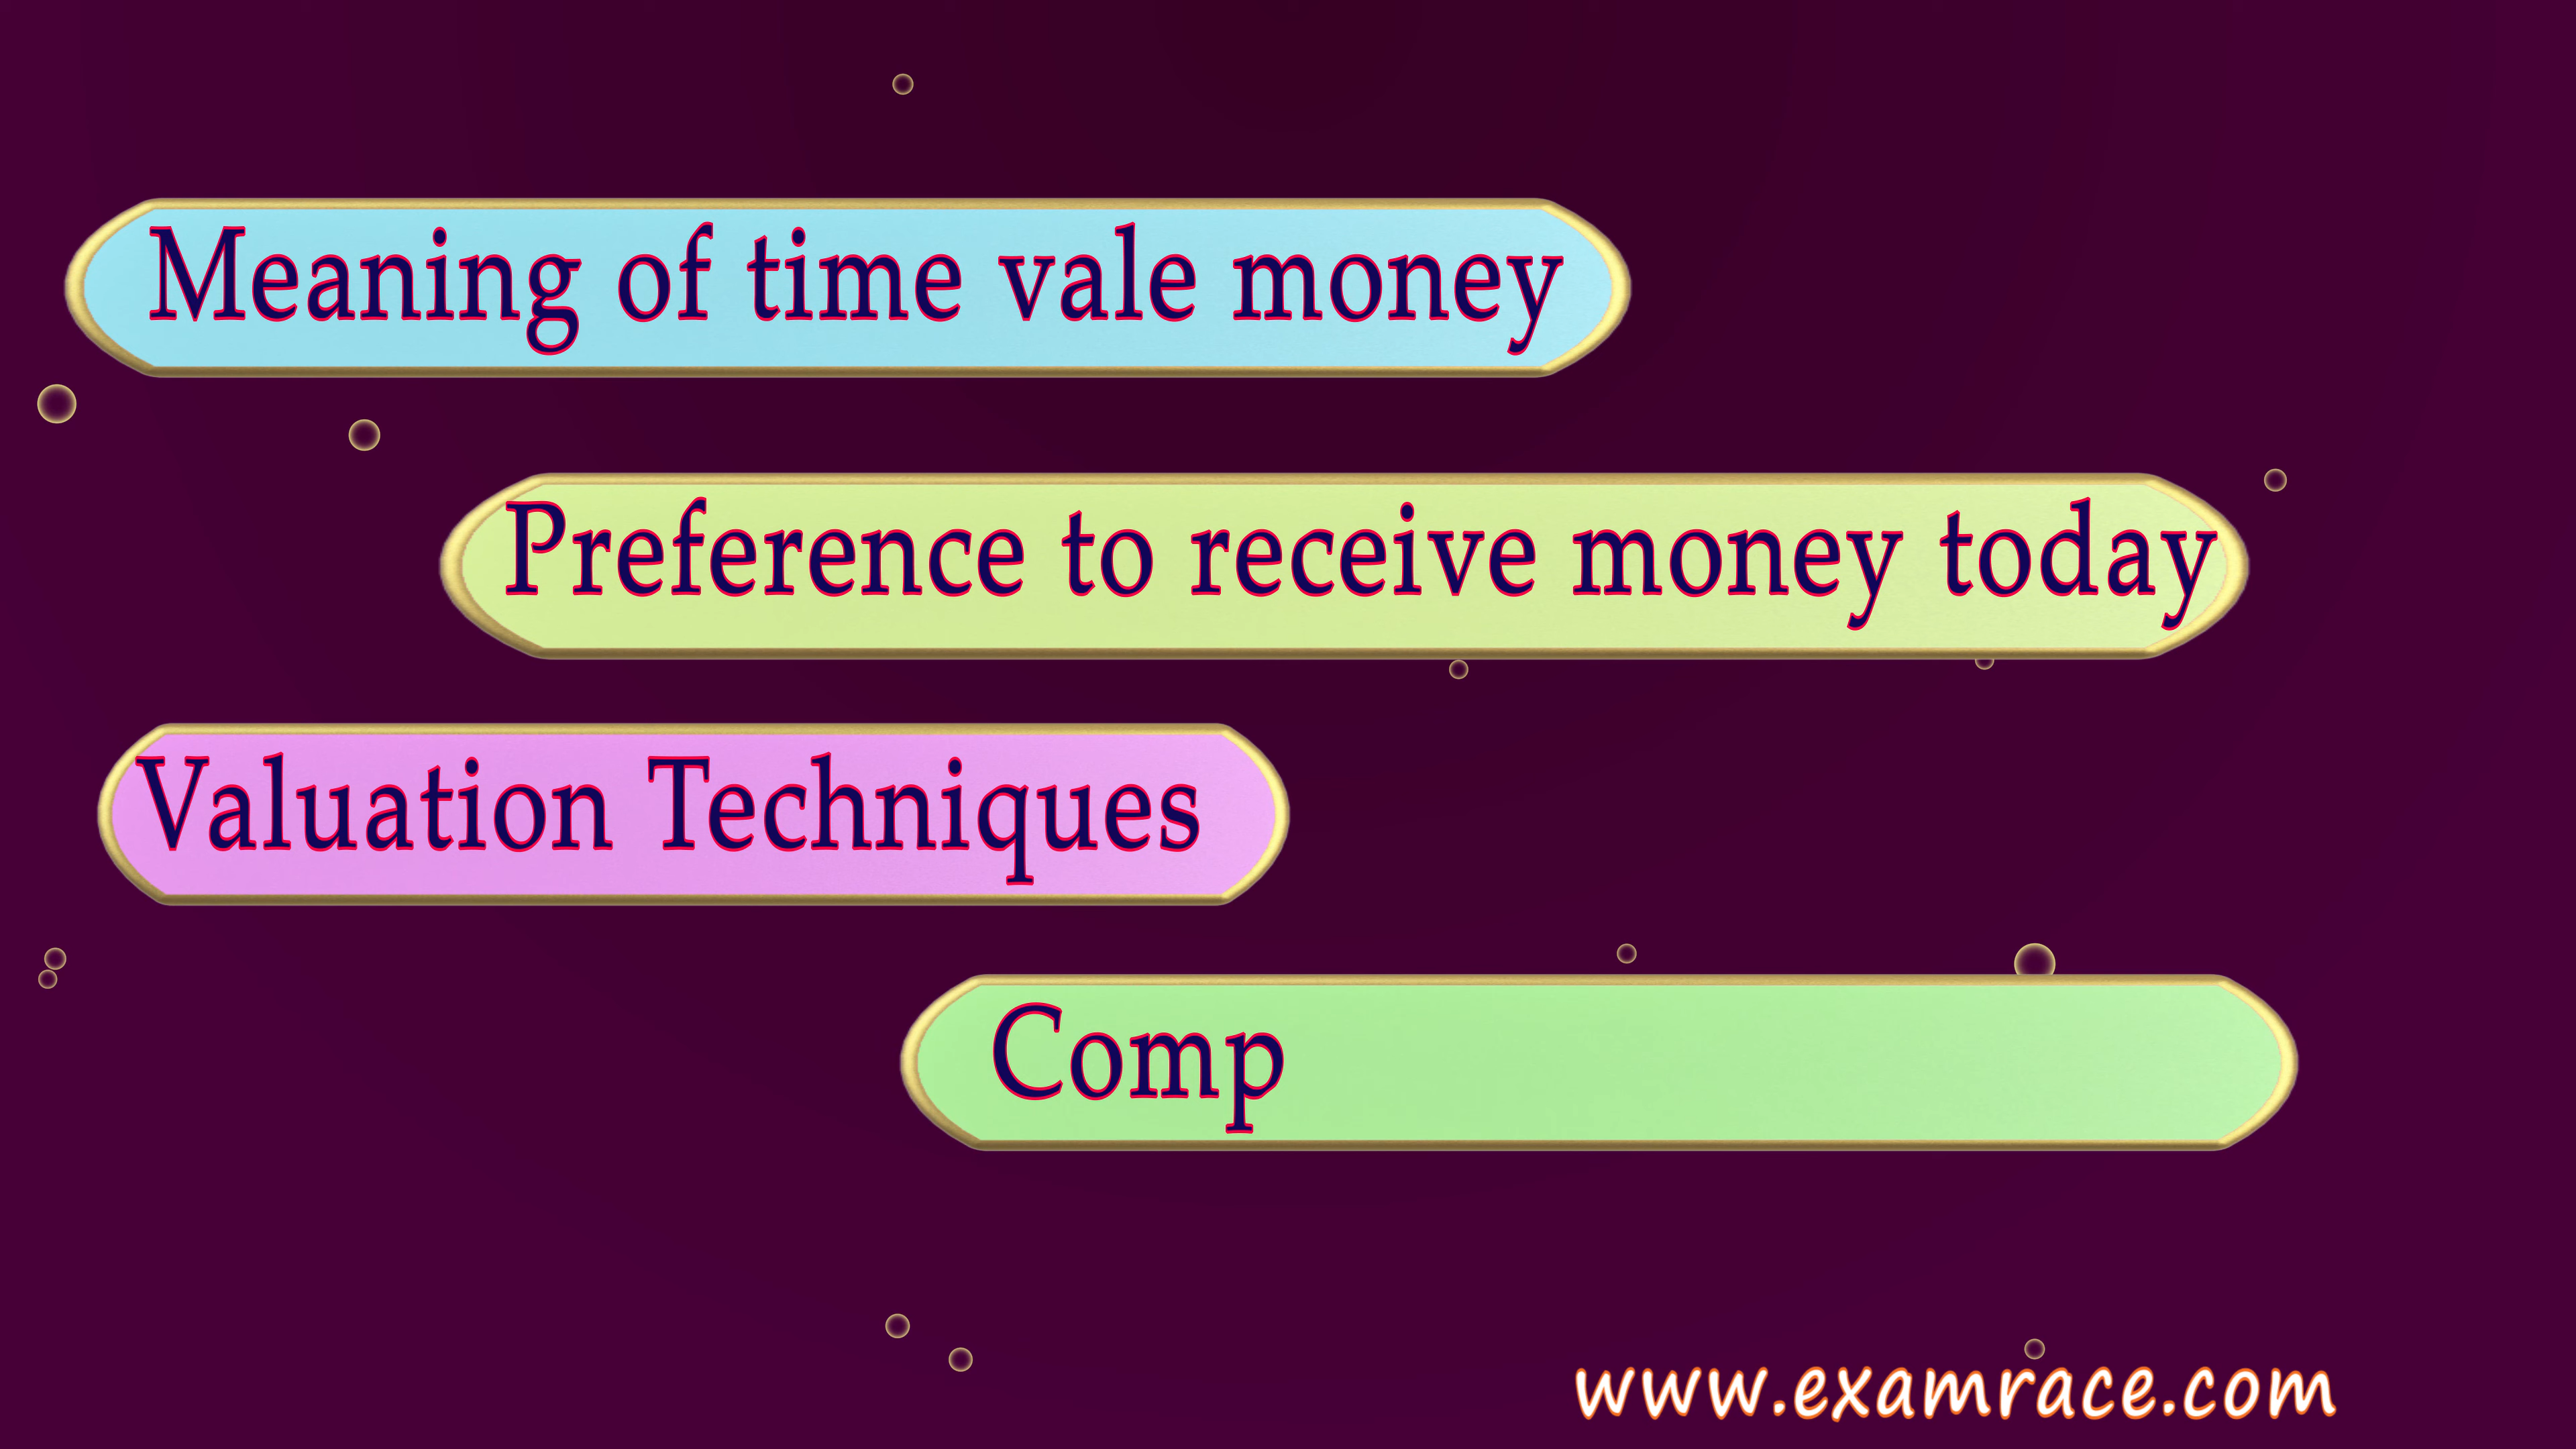 Meaning of time vale money
Preference to receive money today
Valuation Techniques
Comp
www.examrace.com